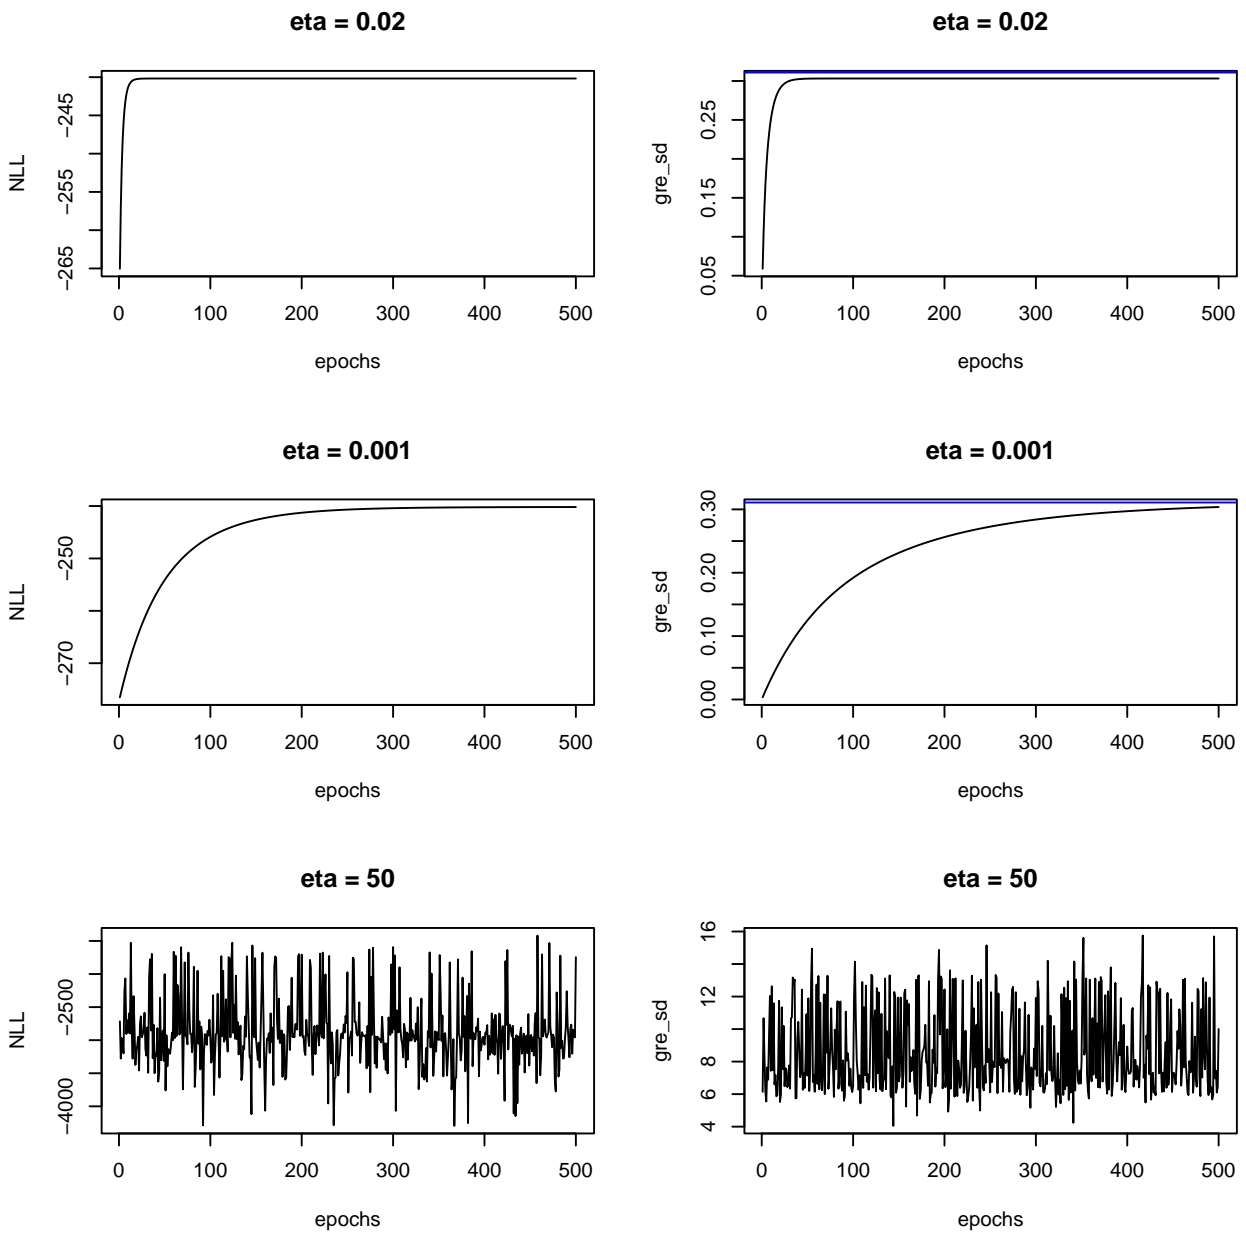 eta = 0.02
NLL
−245
−255
−265
0 100 200 300 400 500
epochs
eta = 0.02
gre_sd
0.25
0.15
0.05
0 100 200 300 400 500
epochs
eta = 0.001
NLL
−250
−270
0 100 200 300 400 500
epochs
eta = 0.001
gre_sd
0.30
0.20
0.10
0.00
0 100 200 300 400 500
epochs
eta = 50
NLL
−2500
−4000
0 100 200 300 400 500
epochs
eta = 50
gre_sd
16
12
8
6
4
0 100 200 300 400 500
epochs